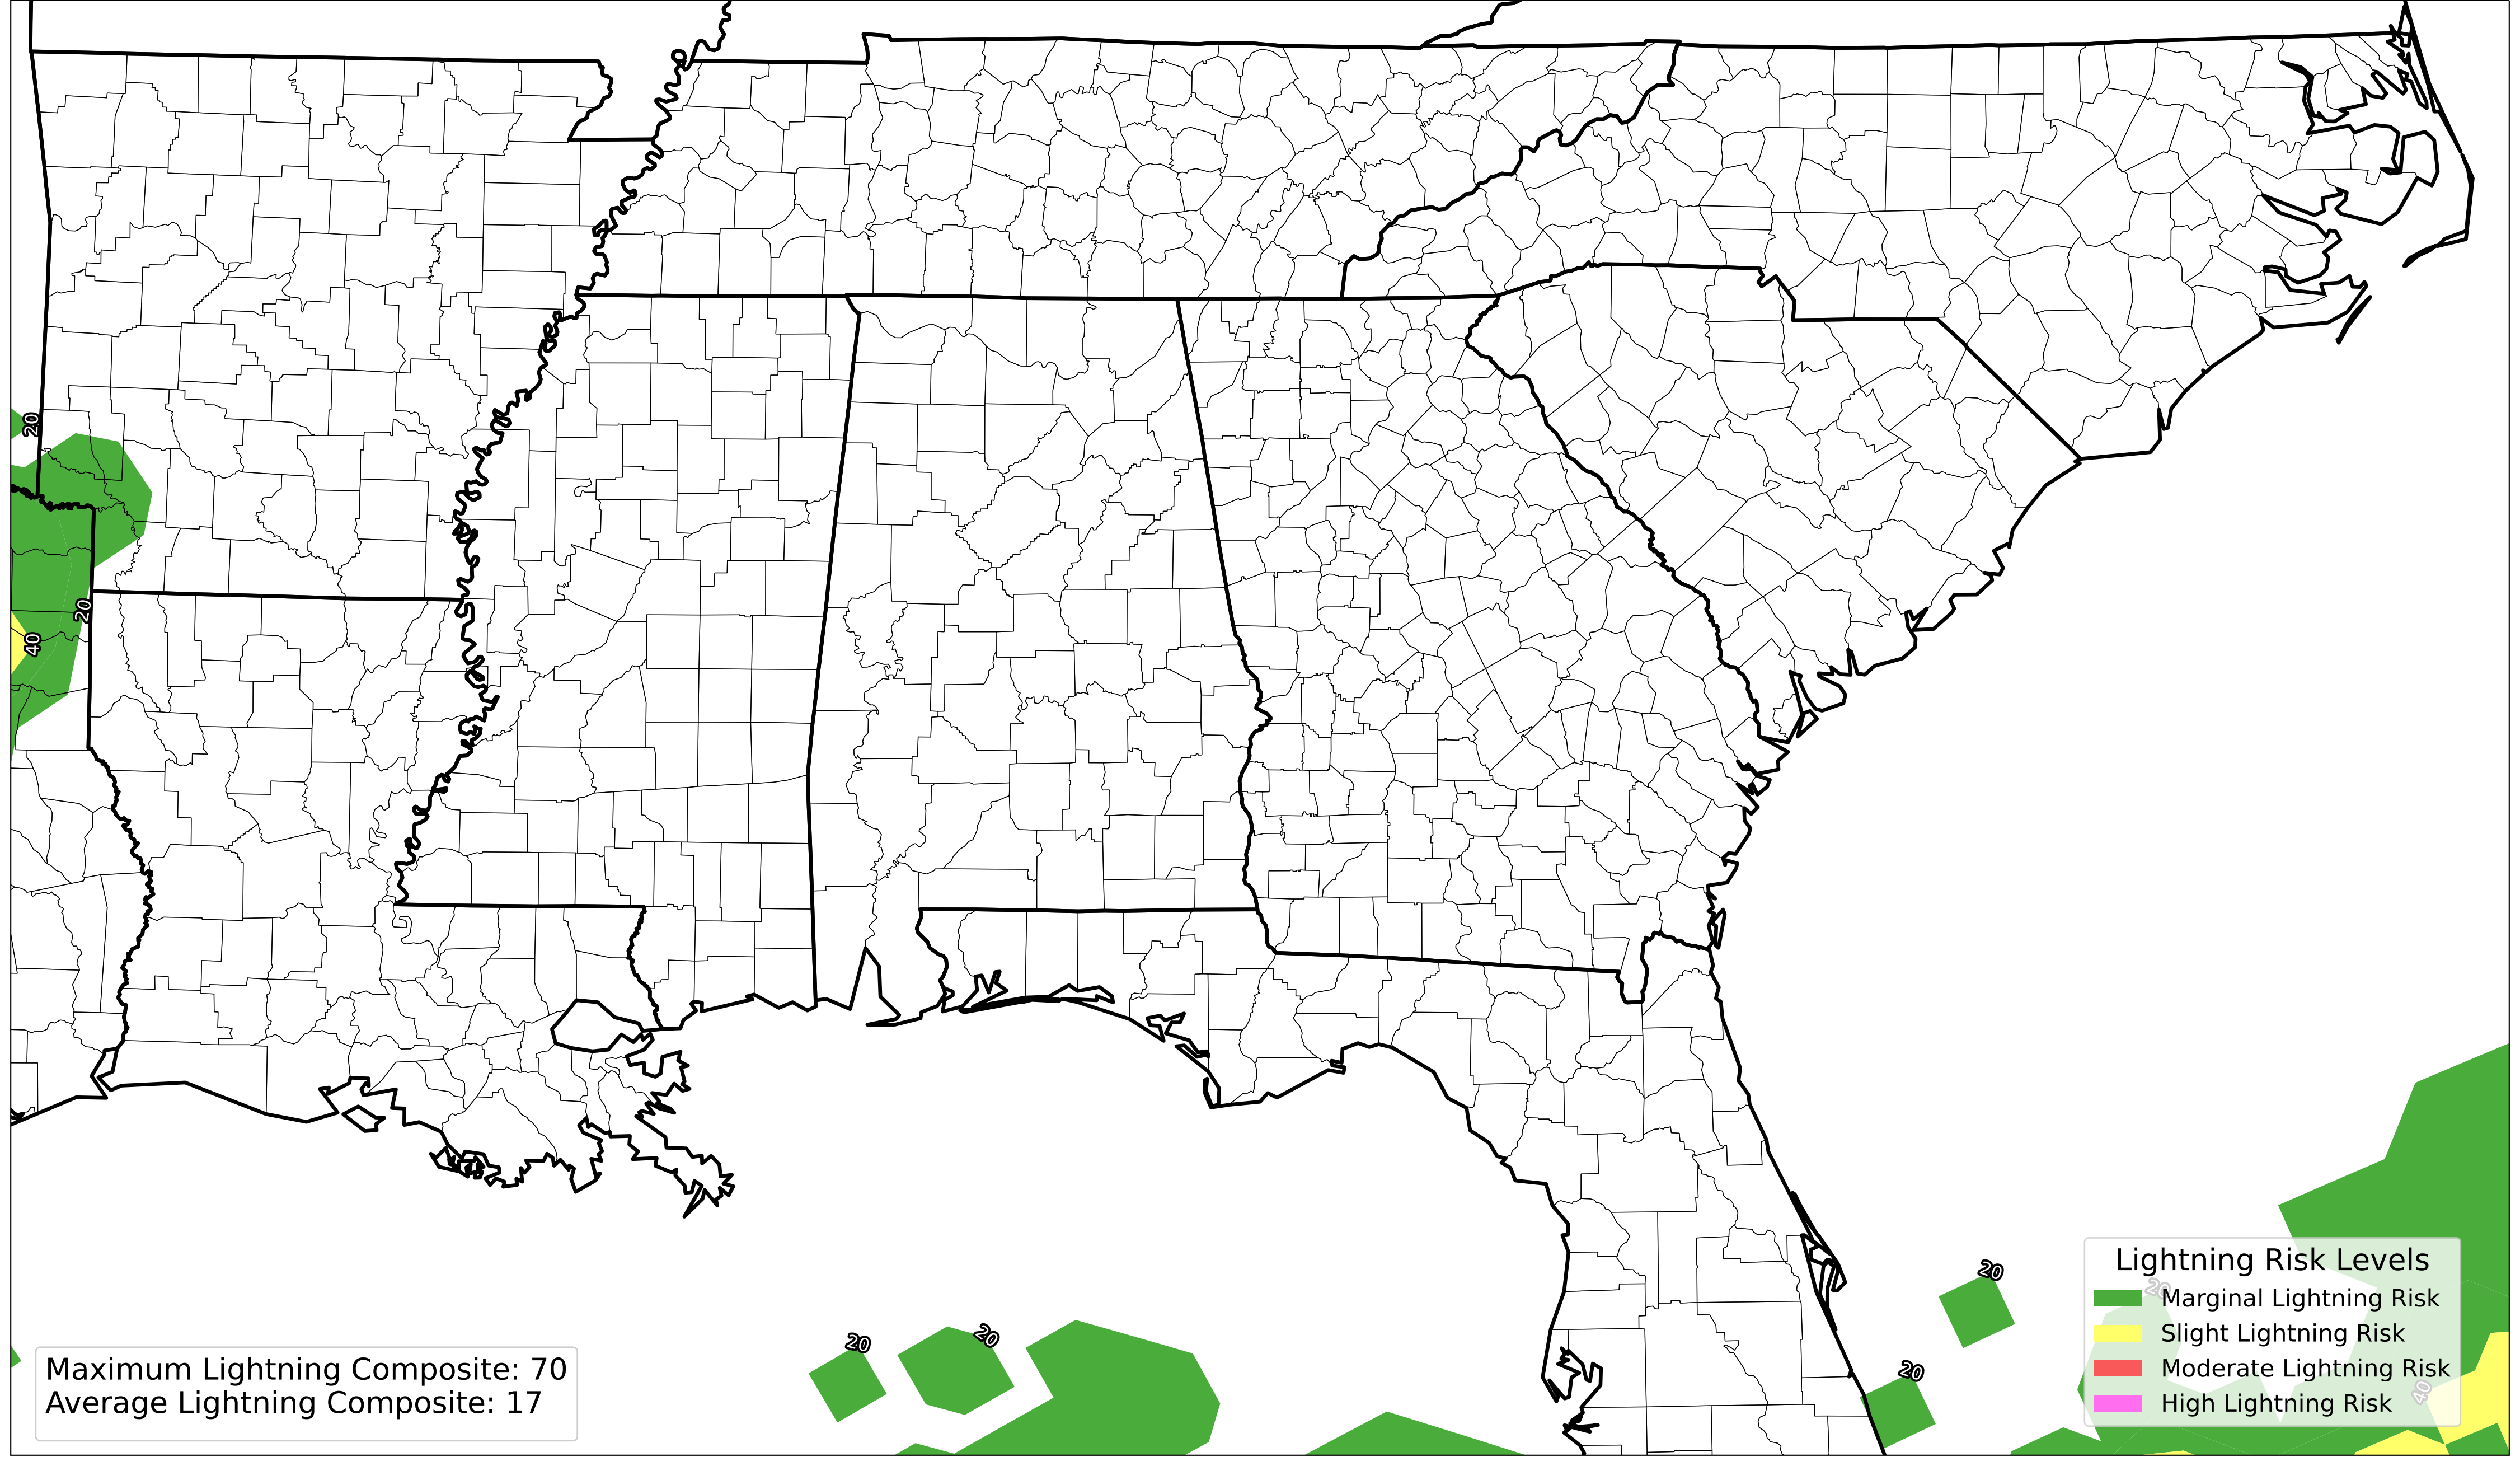 20
20
40
20
20
20
20
20
40
Maximum Lightning Composite: 70
Average Lightning Composite: 17
Lightning Risk Levels
Marginal Lightning Risk
Slight Lightning Risk
Moderate Lightning Risk
High Lightning Risk